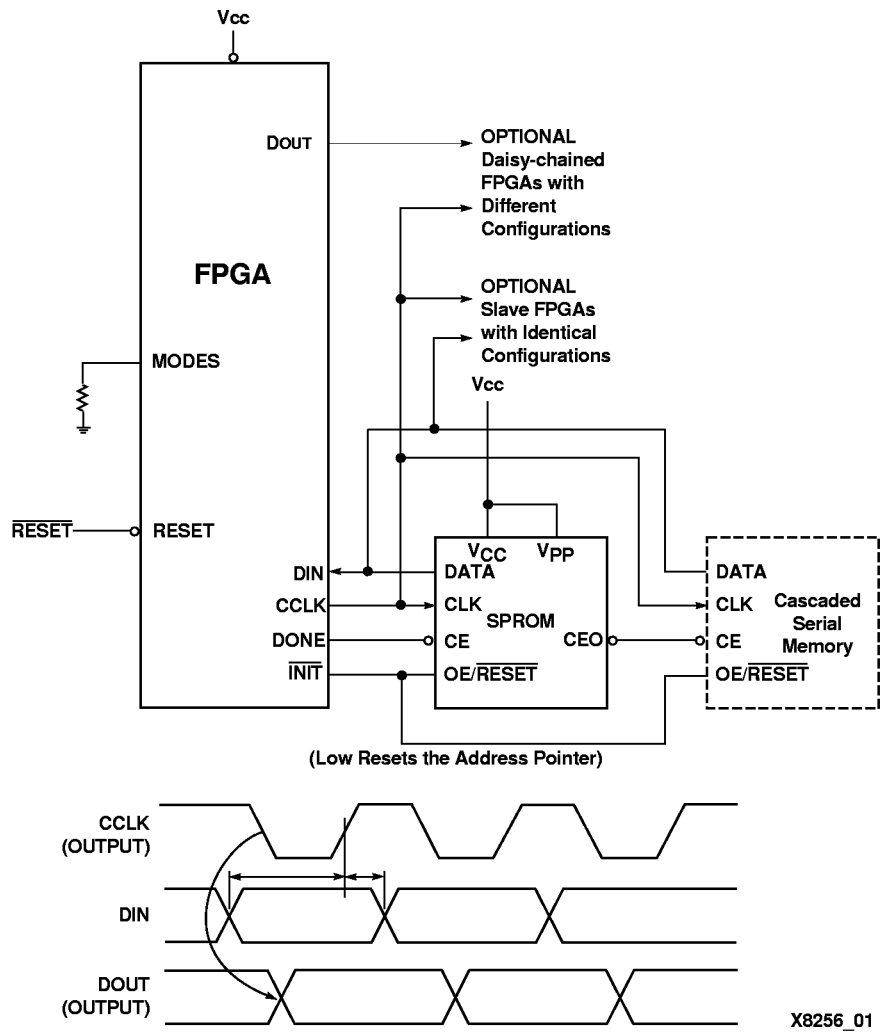 Vcc
DOUT
OPTIONAL
Daisy-chained
FPGAs with
Different
Configurations
FPGA
OPTIONAL
Slave FPGAs
with Identical
Configurations
MODES
Vcc
RESET
RESET
VCC
VPP
DIN
DATA
DATA
CCLK
CLK
SPROM
CLK
Cascaded
Serial
Memory
DONE
CE
CEO
CE
INIT
OE/RESET
OE/RESET
(Low Resets the Address Pointer)
CCLK
(OUTPUT)
DIN
DOUT
(OUTPUT)
X8256_01